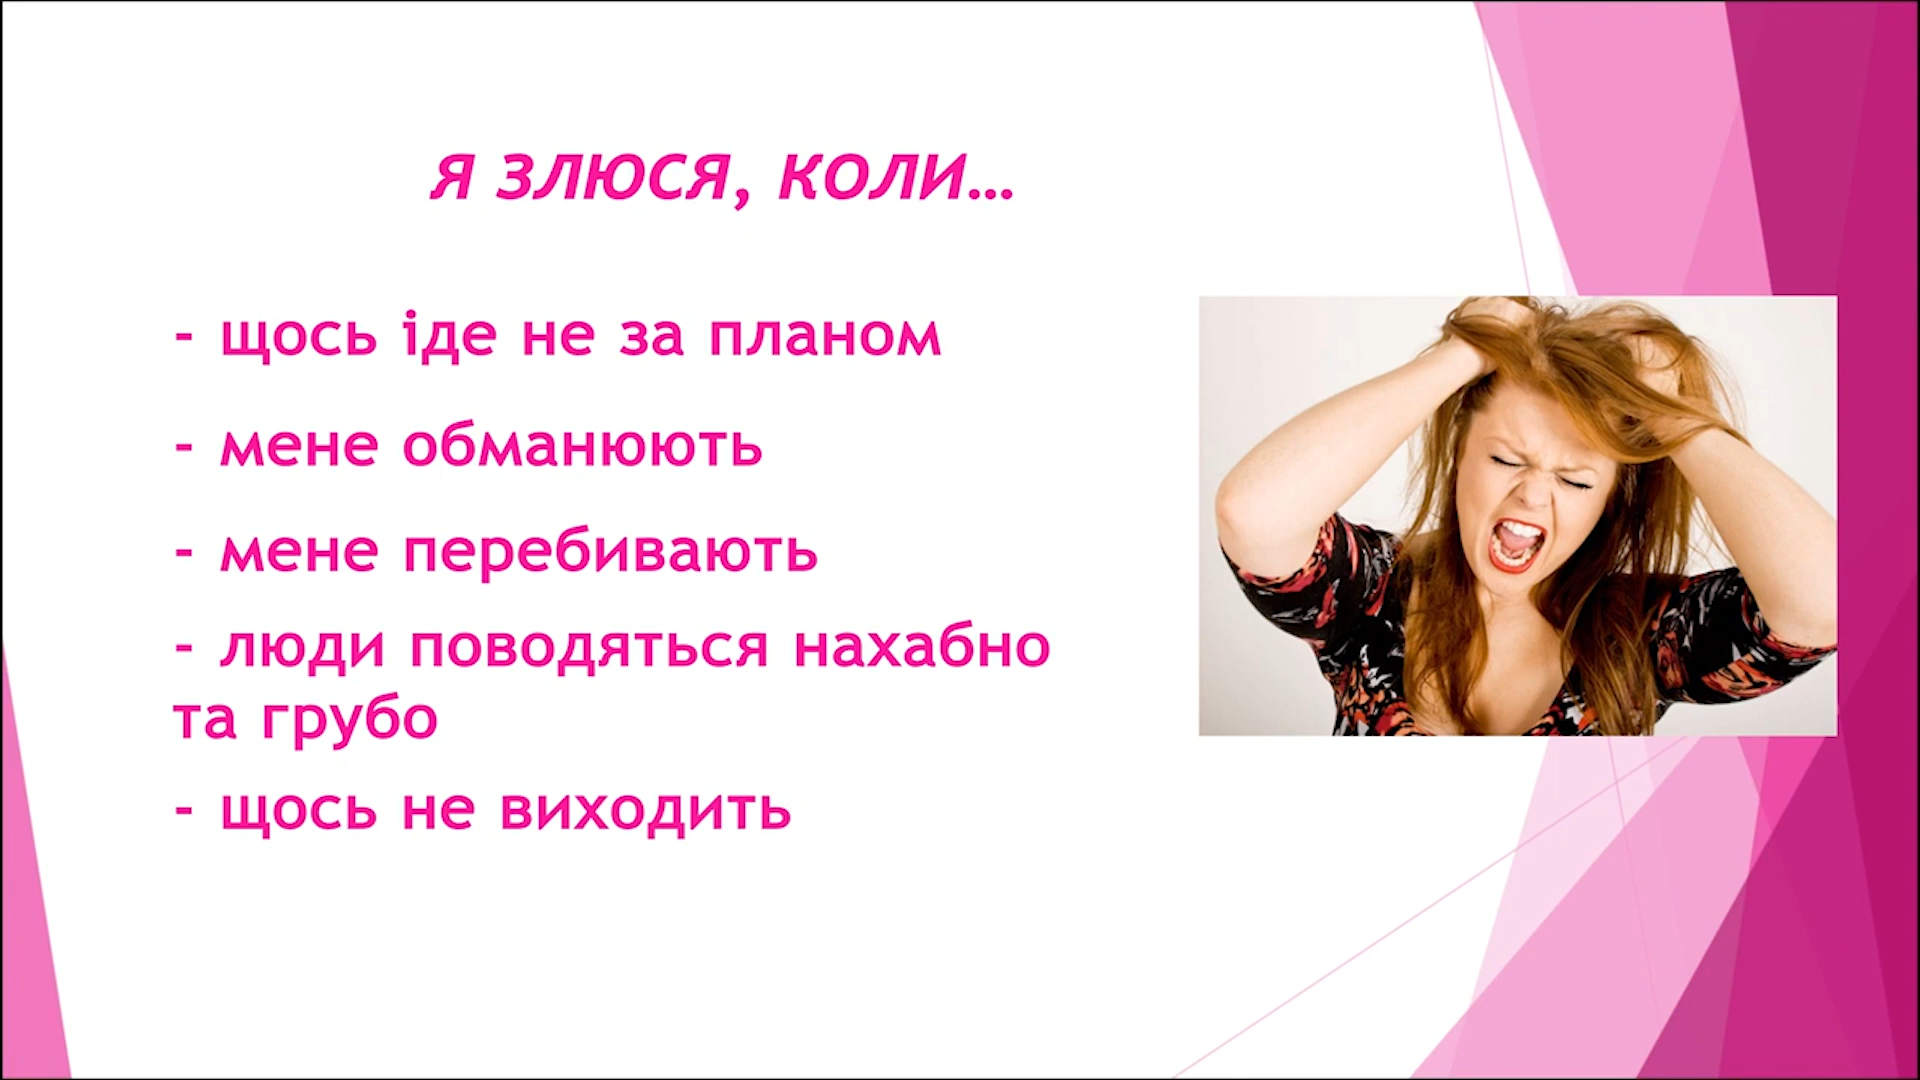 Я ЗЛЮСЯ, КОЛИ…
- щось іде не за планом
- мене обманюють
- мене перебивають
- люди поводяться нахабно
та грубо
- щось не виходить